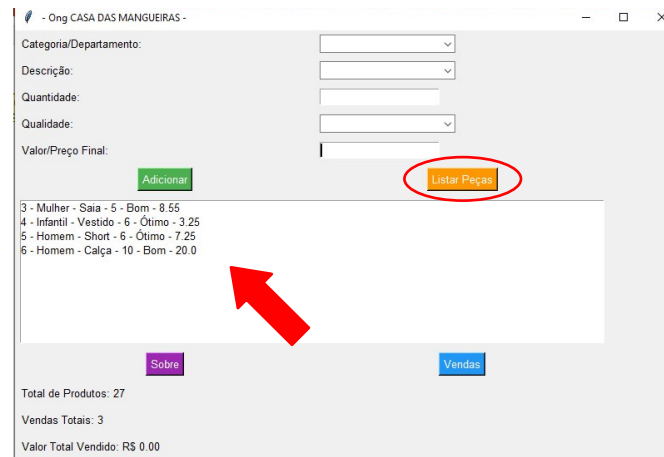 - Ong CASA DAS MANGUEIRAS -
Categoria/Departamento:
Descrição:
Quantidade:
Qualidade:
Valor/Preço Final:
Adicionar
Listar Peças
3 - Mulher - Saia - 5 - Bom - 8.55
4 - Infantil - Vestido - 6 - Ótimo - 3.25
5 - Homem - Short - 6 - Ótimo - 7.25
6 - Homem - Calça - 10 - Bom - 20.0
Sobre
Vendas
Total de Produtos: 27
Vendas Totais: 3
Valor Total Vendido: R$ 0.00